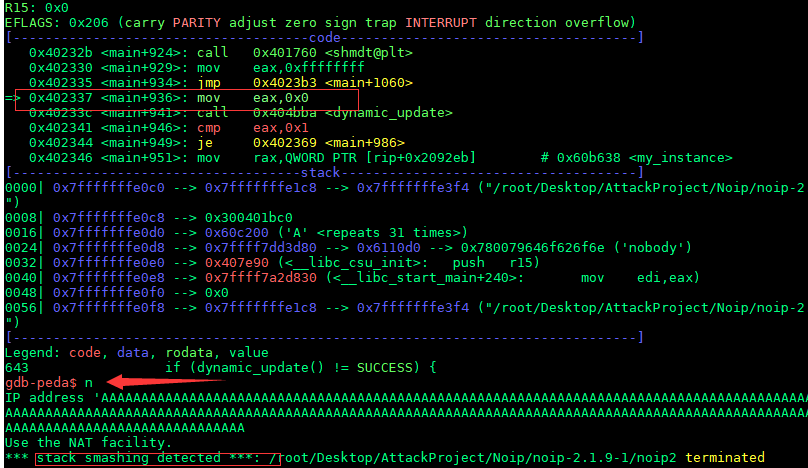 R15: 0x0
EFLAGS: 0x206 (carry PARITY adjust zero sign trap INTERRUPT direction overflow)
[-------------------------------------code-------------------------------------]
   0x40232b <main+924>: call   0x401760 <shmdt@plt>
   0x402330 <main+929>: mov    eax,0xffffffff
   0x402335 <main+934>: jmp    0x4023b3 <main+1060>
=> 0x402337 <main+936>: mov    eax,0x0
   0x40233c <main+941>: call   0x404bba <dynamic_update>
   0x402341 <main+946>: cmp    eax,0x1
   0x402344 <main+949>: je     0x402369 <main+986>
   0x402346 <main+951>: mov    rax,QWORD PTR [rip+0x2092eb]        # 0x60b638 <my_instance>
[------------------------------------stack-------------------------------------]
0000| 0x7fffffffe0c0 --> 0x7fffffffe1c8 --> 0x7fffffffe3f4 ("/root/Desktop/AttackProject/Noip/noip-2
")
0008| 0x7fffffffe0c8 --> 0x300401bc0
0016| 0x7fffffffe0d0 --> 0x60c200 ('A' <repeats 31 times>)
0024| 0x7fffffffe0d8 --> 0x7ffff7dd3d80 --> 0x6110d0 --> 0x780079646f626f6e ('nobody')
0032| 0x7fffffffe0e0 --> 0x407e90 (<__libc_csu_init>:   push   r15)
0040| 0x7fffffffe0e8 --> 0x7ffff7a2d830 (<__libc_start_main+240>:       mov    edi,eax)
0048| 0x7fffffffe0f0 --> 0x0
0056| 0x7fffffffe0f8 --> 0x7fffffffe1c8 --> 0x7fffffffe3f4 ("/root/Desktop/AttackProject/Noip/noip-2
")
[------------------------------------------------------------------------------]
Legend: code, data, rodata, value
643             if (dynamic_update() != SUCCESS) {
gdb-peda$ n
IP address 'AAAAAAAAAAAAAAAAAAAAAAAAAAAAAAAAAAAAAAAAAAAAAAAAAAAAAAAAAAAAAAAAAAAAAAAAAAAAAAAAAAAAAAAAA
AAAAAAAAAAAAAAAAAAAAAAAAAAAAAAAAAAAAAAAAAAAAAAAAAAAAAAAAAAAAAAAAAAAAAAAAAAAAAAAAAAAAAAAAAAAAAAAAAAAAA
AAAAAAAAAAAAAAAAAAAAAAAAAAAAAA
Use the NAT facility.
*** stack smashing detected ***: /root/Desktop/AttackProject/Noip/noip-2.1.9-1/noip2 terminated